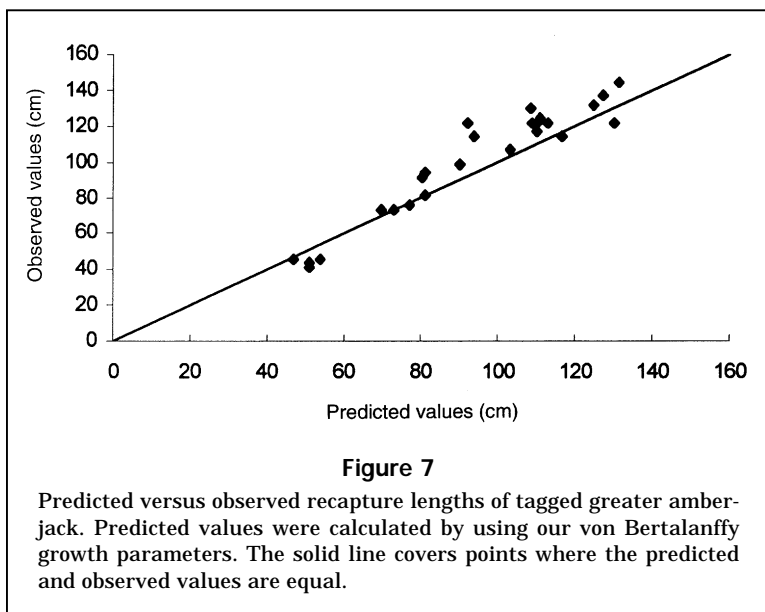 160
140
120
100
80
60
40
20
0
Observed values (cm)
0 20 40 60 80 100 120 140 160
Predicted values (cm)
Figure 7
Predicted versus observed recapture lengths of tagged greater amber-
jack. Predicted values were calculated by using our von Bertalanffy
growth parameters. The solid line covers points where the predicted
and observed values are equal.